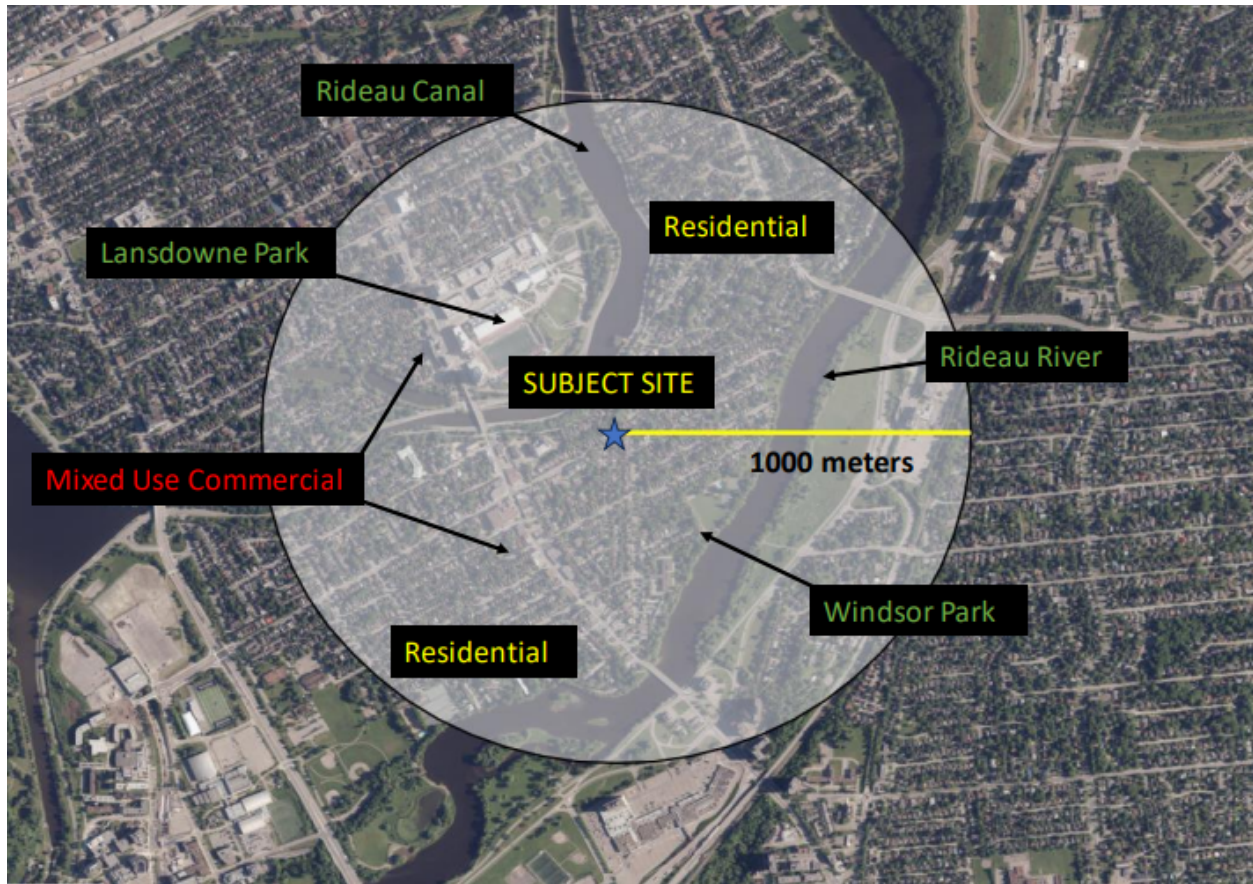 Rideau Canal
Residential
Lansdowne Park
Rideau River
SUBJECT SITE
1000 meters
Mixed Use Commercial
Windsor Park
Residential